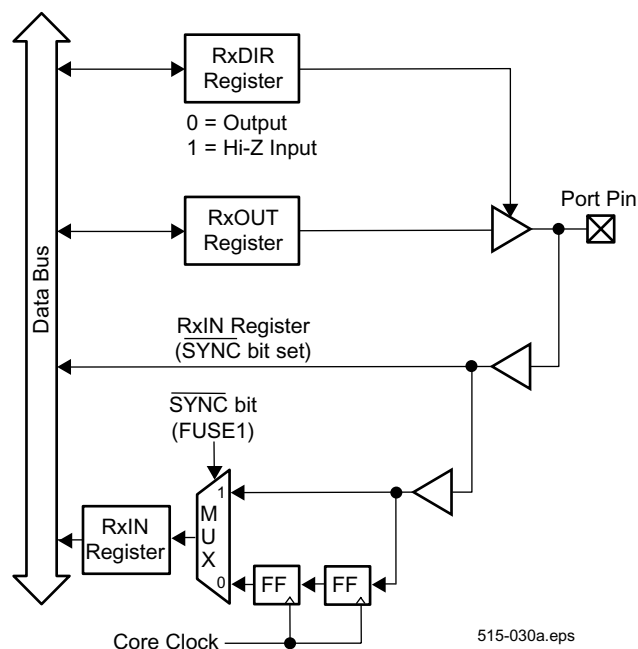 RxDIR
Register
0 = Output
1 = Hi-Z Input
Port Pin
RxOUT
Register
Data Bus
RxIN Register
(SYNC bit set)
SYNC bit
(FUSE1)
1
MUX
0
RxIN
Register
FF
FF
Core Clock
515-030a.eps